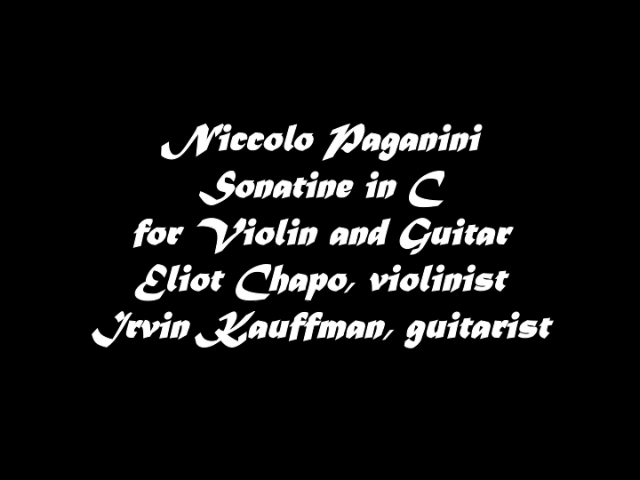 Niccolo Paganini
Sonatine in C
for Violin and Guitar
Eliot Chapo, violinist
Irvin Kauffman, guitarist